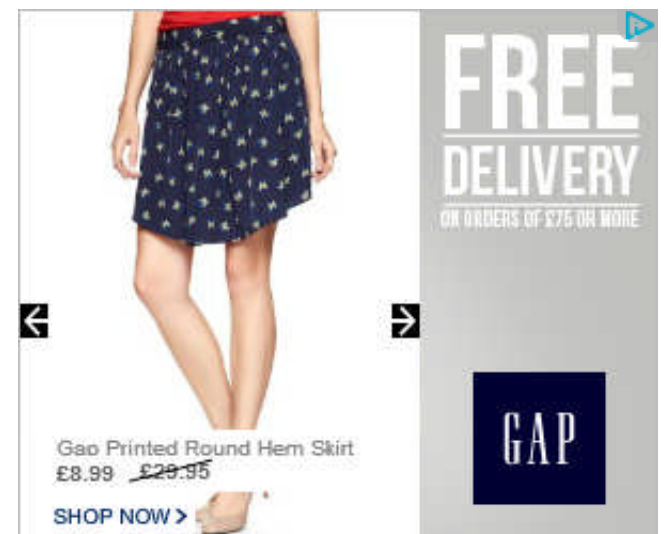 FREE
DELIVERY
ON ORDERS OF £75 OR MORE
GAP
Gap Printed Round Hem Skirt
£8.99 £29.95
SHOP NOW >